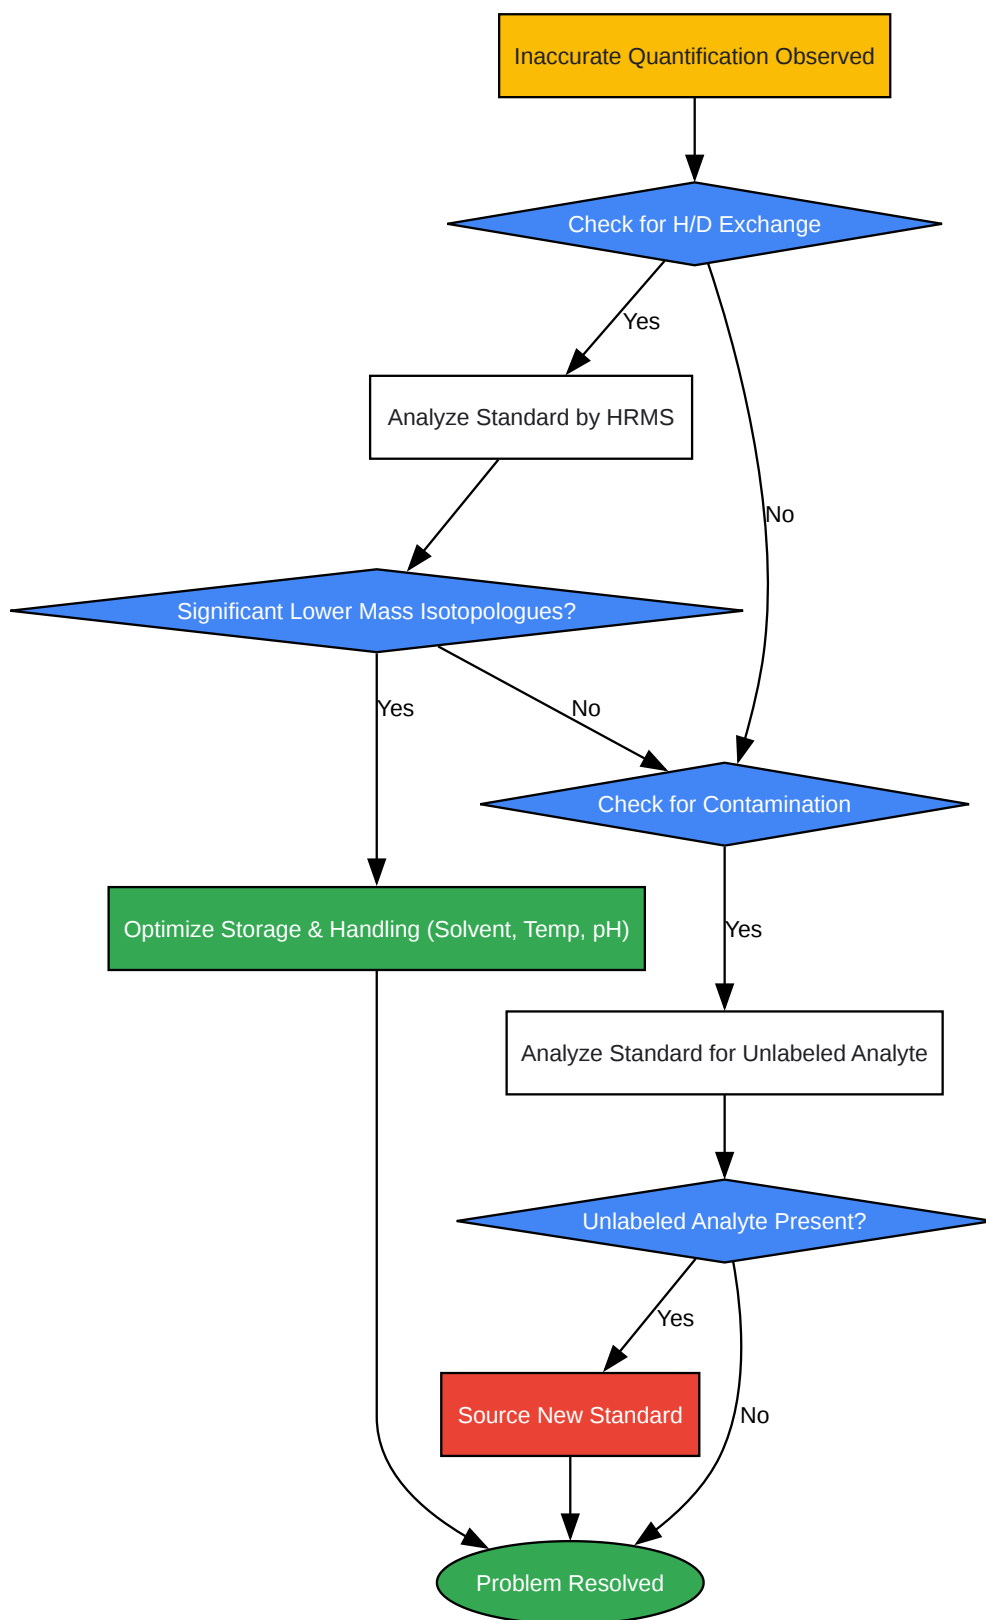 Inaccurate Quantification Observed
Check for H/D Exchange
Yes
Analyze Standard by HRMS
No
Significant Lower Mass Isotopologues?
Yes
No
Check for Contamination
Optimize Storage & Handling (Solvent, Temp, pH)
Yes
Analyze Standard for Unlabeled Analyte
Unlabeled Analyte Present?
Yes
Source New Standard
No
Problem Resolved